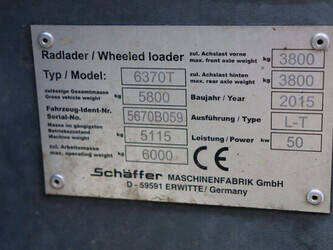 Radlader / Wheeled loader
Typ / Model: 6370T
zulässige Gesamtmasse
Gross vehicle weight kg 5800
Fahrzeug-Ident-Nr.
Serial-No. 5670B059
Masse im gängigsten
Betriebszustand
Machine weight kg 5115
zul. Arbeitsmasse
max. operating weight kg 6000
zul. Achslast vorne
max. front axle weight kg 3800
zul. Achslast hinten
max. rear axle weight kg 3800
Baujahr / Year 2015
Ausführung / Type L-T
Leistung / Power kw 50
CE
Schäffer MASCHINENFABRIK GmbH
D - 59591 ERWITTE/ Germany